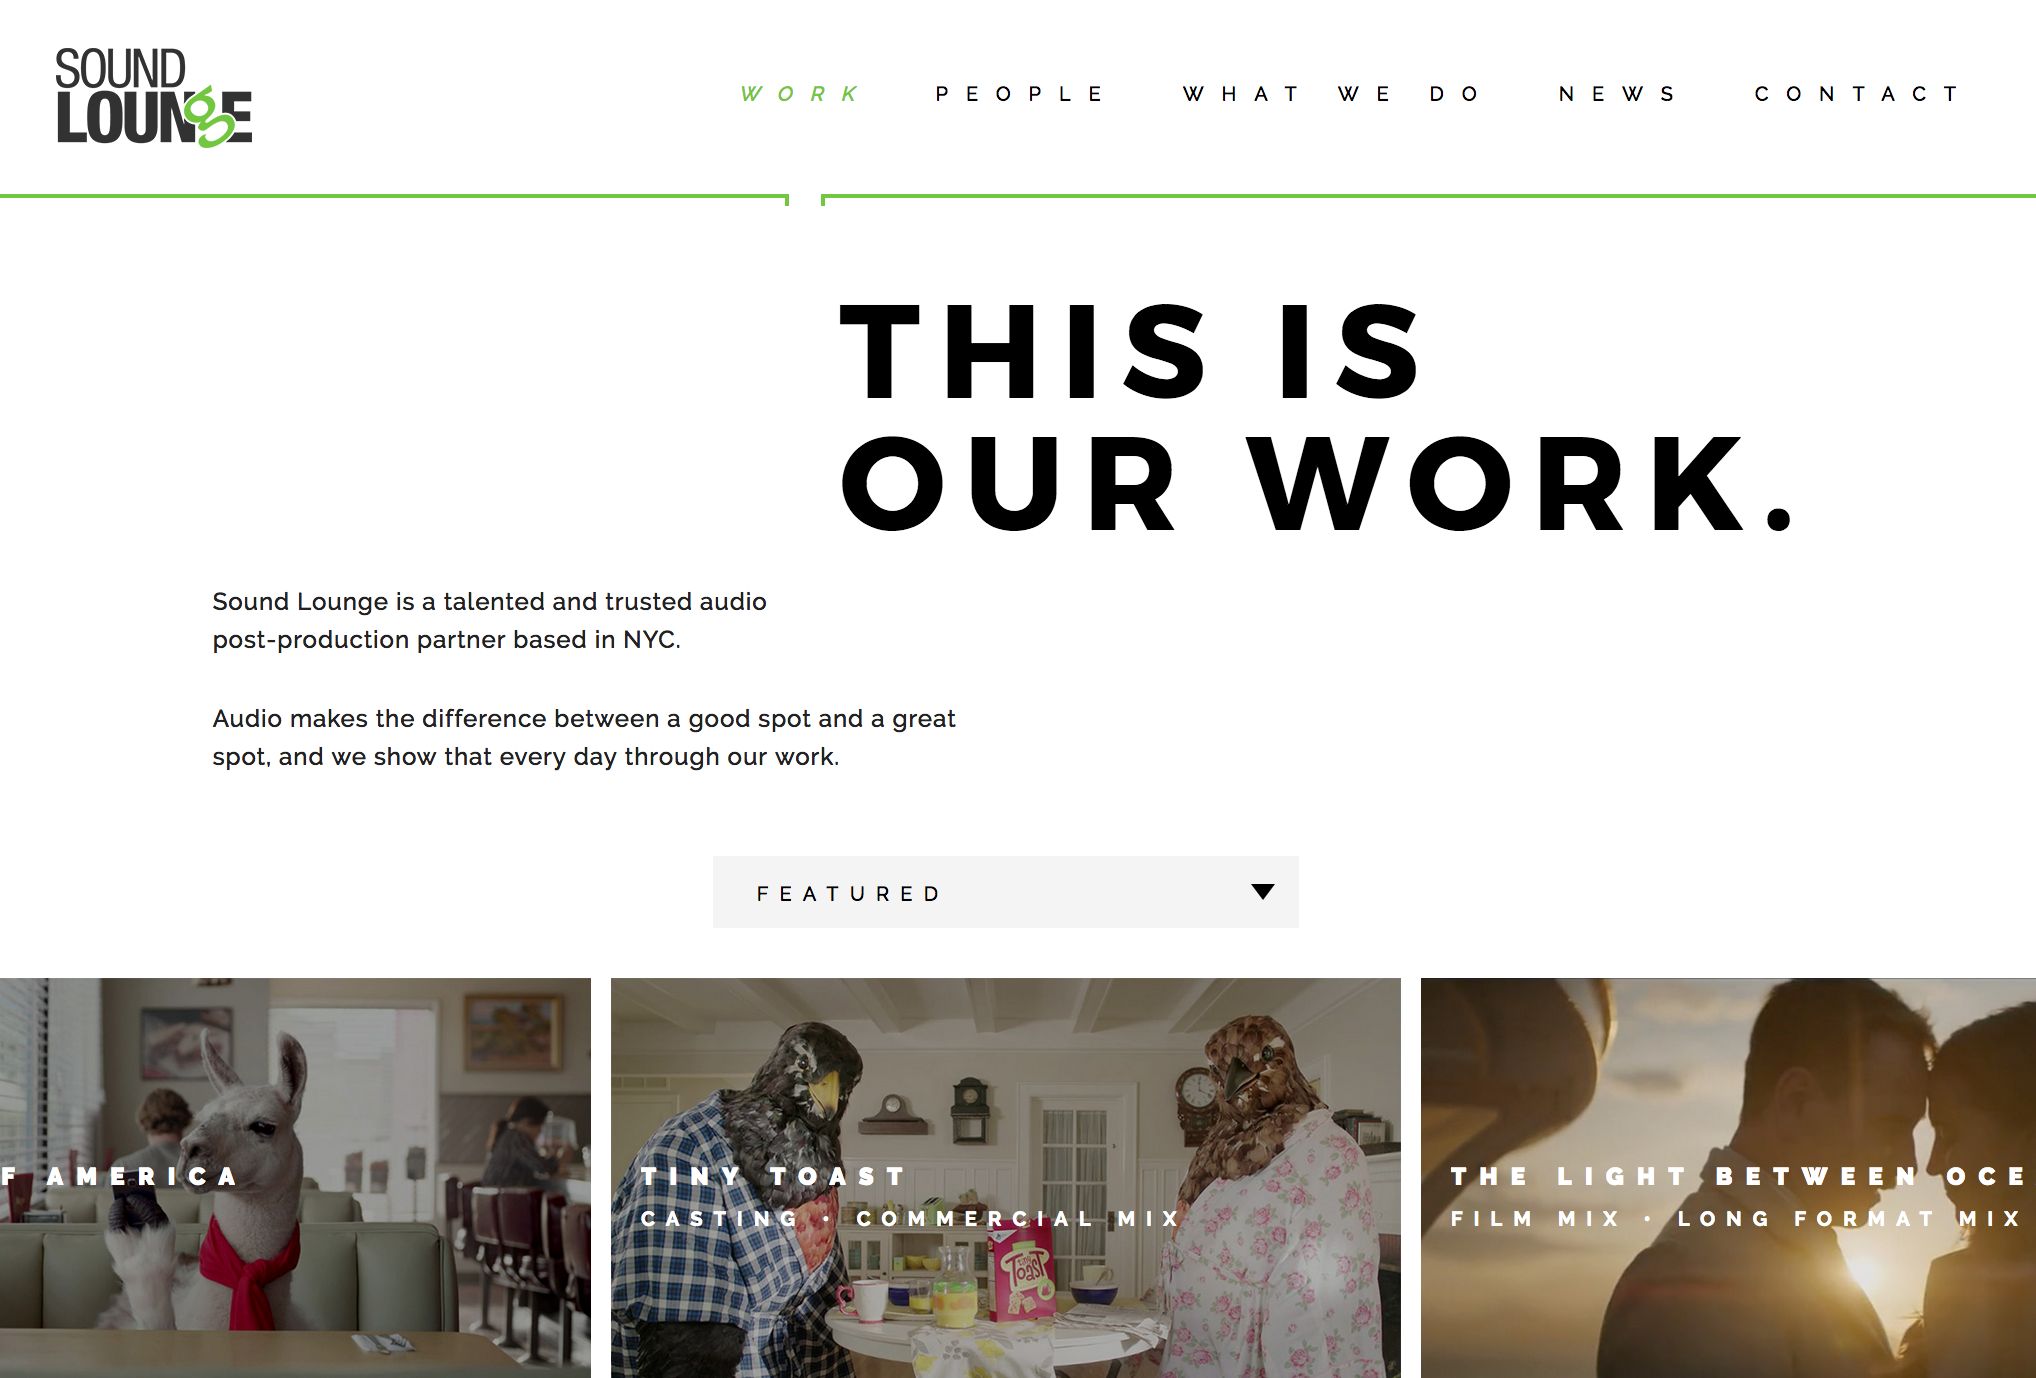 SOUND
LOUNgE
WORK PEOPLE WHAT WE DO NEWS CONTACT
THIS IS
OUR WORK.
Sound Lounge is a talented and trusted audio
post-production partner based in NYC.
Audio makes the difference between a good spot and a great
spot, and we show that every day through our work.
FEATURED
F AMERICA
TINY TOAST
CASTING • COMMERCIAL MIX
tiny
TOAST
THE LIGHT BETWEEN OCE
FILM MIX • LONG FORMAT MIX